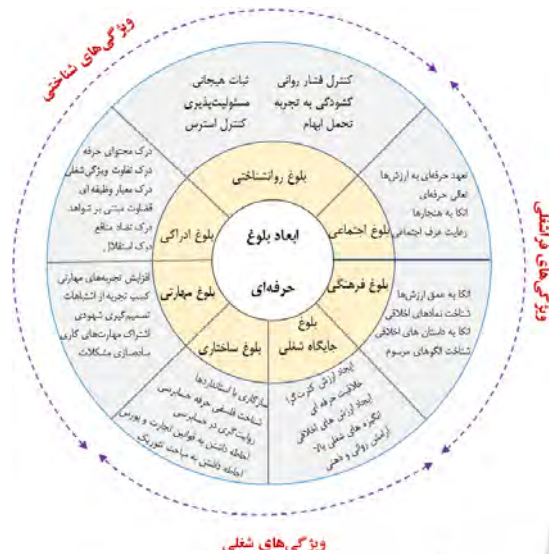 ویژگی‌های شناختی
ویژگی‌های فراشغلی
ویژگی‌های شغلی
ابعاد بلوغ
حرفه‌ای
بلوغ روانشناختی
کنترل فشار روانی
گشودگی به تجربه
تحمل ابهام
ثبات هیجانی
مسئولیت‌پذیری
کنترل استرس
بلوغ اجتماعی
تعهد حرفه‌ای به ارزش‌ها
تعالی حرفه‌ای
اتکا به هنجارها
رعایت عرف اجتماعی
بلوغ فرهنگی
اتکا به عمق ارزش‌ها
شناخت نمادهای اخلاقی
اتکا به داستان های اخلاقی
شناخت الگوهای مرسوم
بلوغ
جایگاه شغلی
ایجاد ارزش کثرت‌گرا
خلاقیت حرفه ای
ایجاد ارزش های اخلاقی
انگیزه های شغلی بالا
آرامش روانی و ذهنی
بلوغ ساختاری
سازگاری با استانداردها
شناخت فلسفی حرفه حسابرسی
روایت‌گری در حسابرسی
احاطه داشتن به قوانین تجارت و بورس
احاطه داشتن به مباحث تئوریک
بلوغ مهارتی
افزایش تجربه‌های مهارتی
کسب تجربه از اشتباهات
تصمیم‌گیری شهودی
اشتراک مهارت‌های کاری
ساده‌سازی مشکلات
بلوغ ادراکی
درک محتوای حرفه
درک تفاوت ویژگی‌شغلی
درک معیار وظیفه ای
قضاوت مبتنی بر شواهد
درک تضاد منافع
درک استقلال